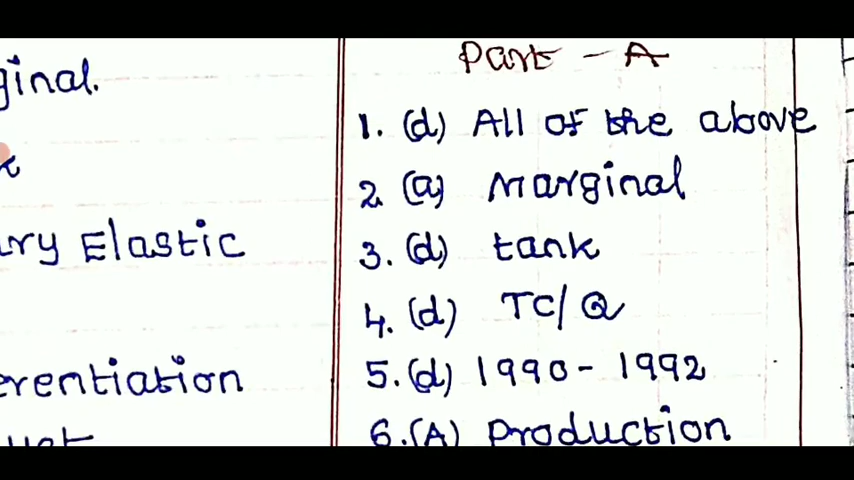 ginal.
ary Elastic
erentiation
Part - A
1. (d) All of the above
2. (a) Marginal
3. (d) tank
4. (d) TC/Q
5. (d) 1990 - 1992
6. (A) Production